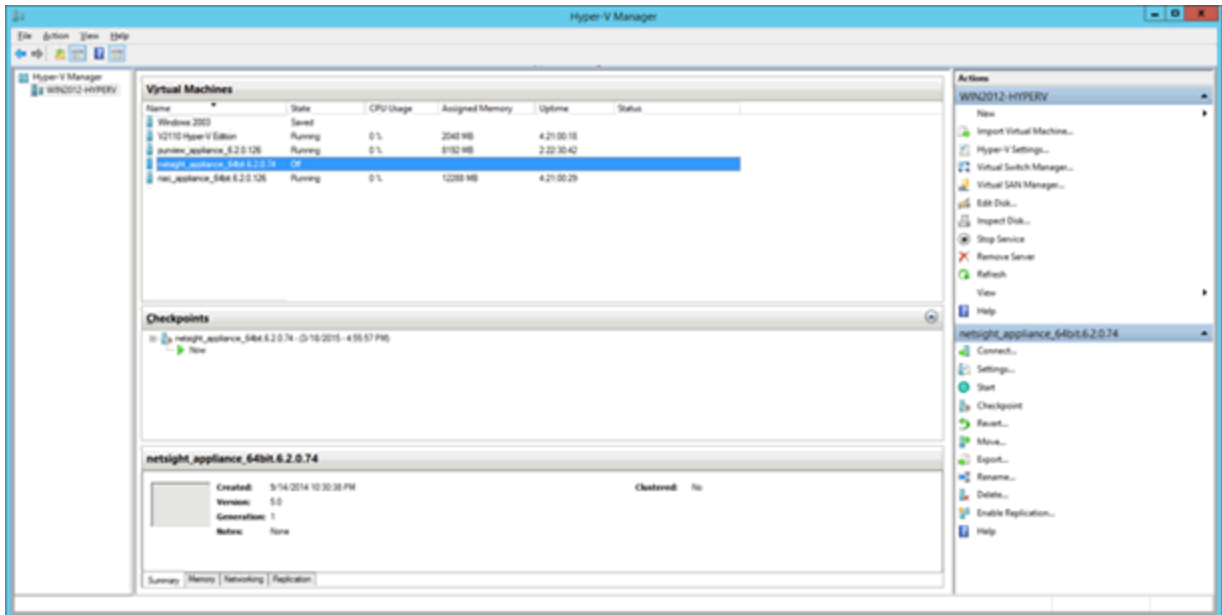 Hyper-V Manager
File Action View Help
Hyper-V Manager
WIN2012-HYPERV
Virtual Machines
Name State CPU Usage Assigned Memory Uptime Status
Windows 2003 Saved
V2110 Hyper-V Edition Running 0 % 2048 MB 4.21:00:18
purview_appliance_6.2.0.126 Running 0 % 8192 MB 2.22:30:42
netsight_appliance_64bit.6.2.0.74 Off
nac_appliance_64bit.6.2.0.126 Running 0 % 12288 MB 4.21:00:29
Checkpoints
netsight_appliance_64bit.6.2.0.74 - (3/18/2015 - 4:55:57 PM)
Now
netsight_appliance_64bit.6.2.0.74
Created: 9/14/2014 10:30:38 PM Clustered: No
Version: 5.0
Generation: 1
Notes: None
Summary Memory Networking Replication
Actions
WIN2012-HYPERV
New
Import Virtual Machine...
Hyper-V Settings...
Virtual Switch Manager...
Virtual SAN Manager...
Edit Disk...
Inspect Disk...
Stop Service
Remove Server
Refresh
View
Help
netsight_appliance_64bit.6.2.0.74
Connect...
Settings...
Start
Checkpoint
Revert...
Move...
Export...
Rename...
Delete...
Enable Replication...
Help